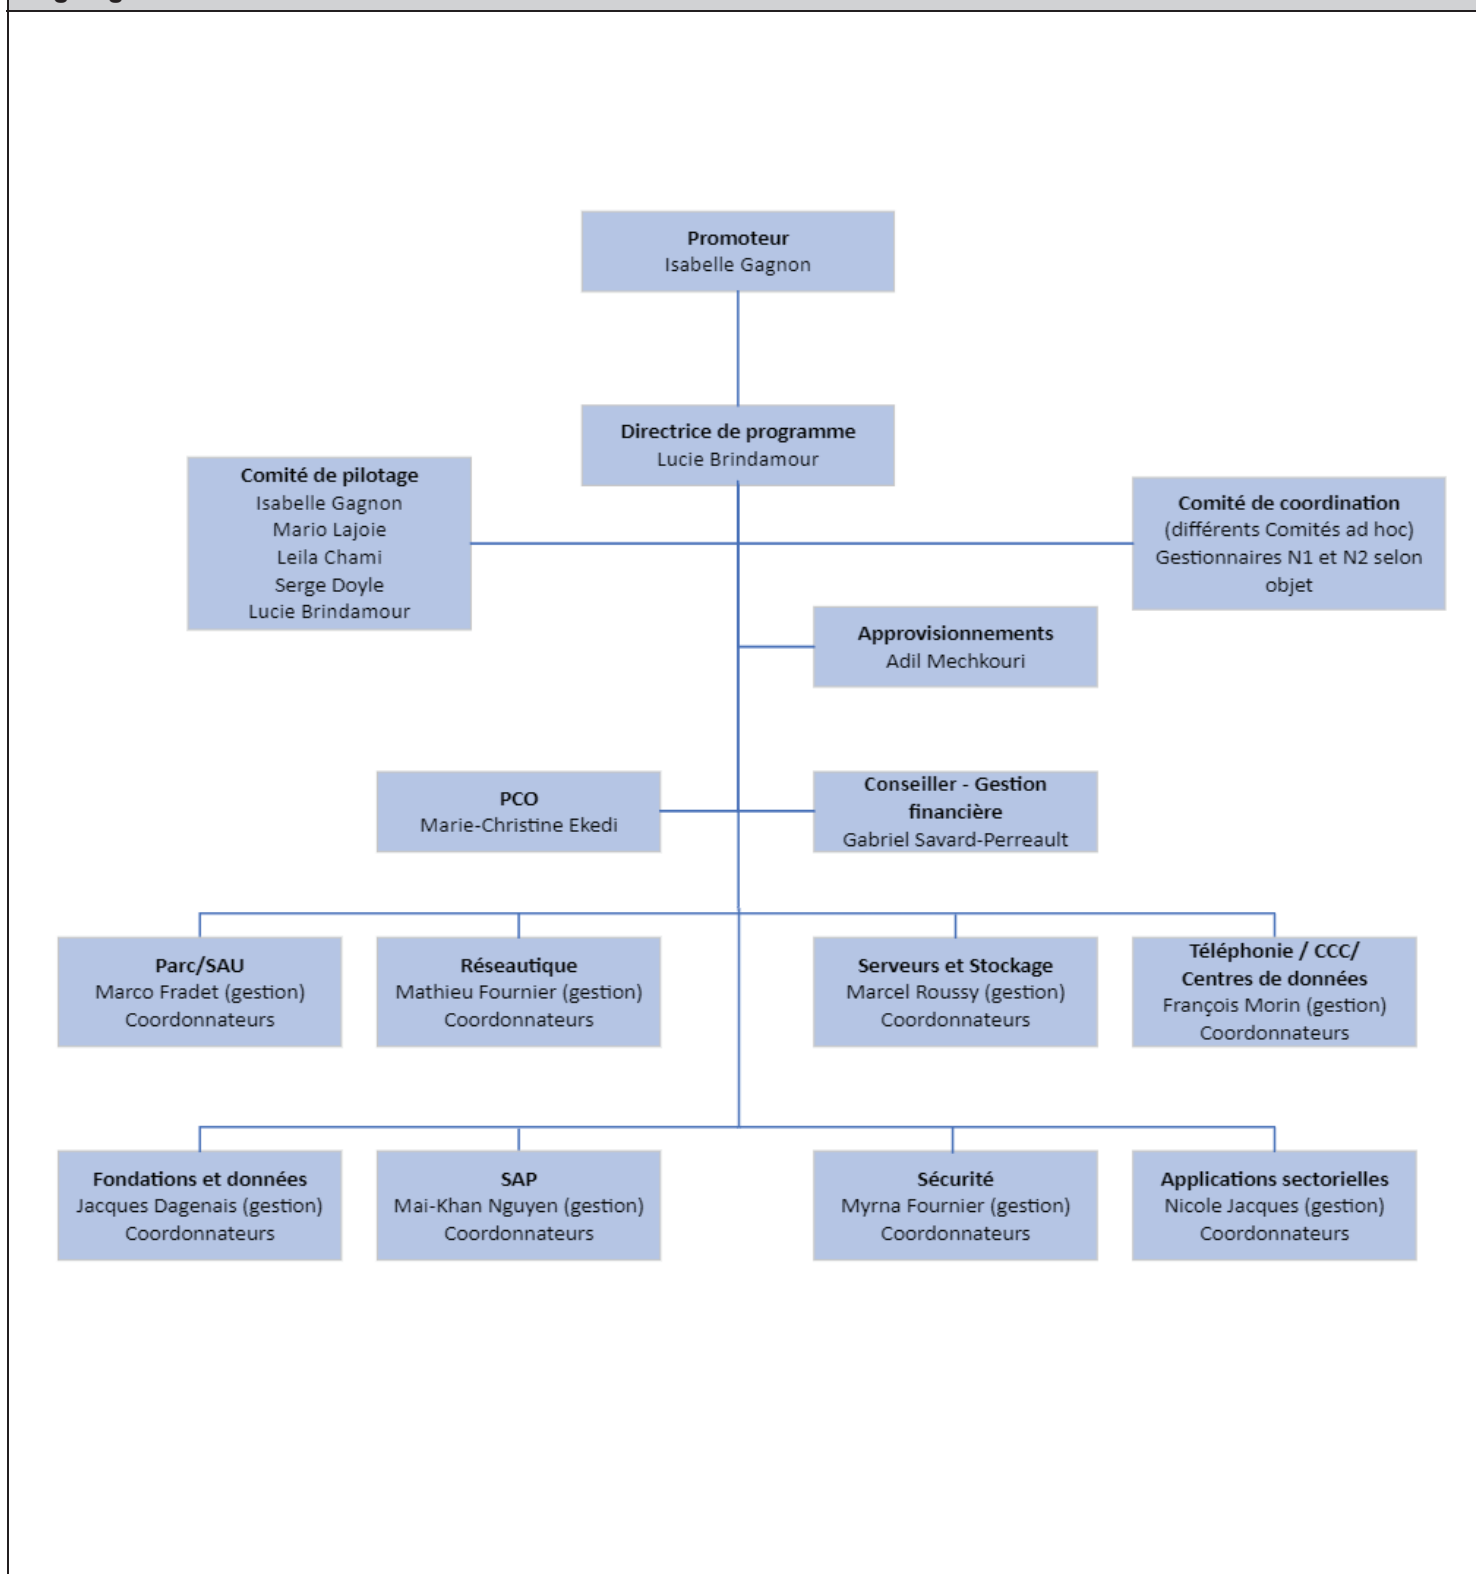 Promoteur
Isabelle Gagnon
Directrice de programme
Lucie Brindamour
Comité de pilotage
Isabelle Gagnon
Mario Lajoie
Leila Chami
Serge Doyle
Lucie Brindamour
Comité de coordination
(différents Comités ad hoc)
Gestionnaires N1 et N2 selon
objet
Approvisionnements
Adil Mechkouri
PCO
Marie-Christine Ekedi
Conseiller - Gestion
financière
Gabriel Savard-Perreault
Parc/SAU
Marco Fradet (gestion)
Coordonnateurs
Réseautique
Mathieu Fournier (gestion)
Coordonnateurs
Serveurs et Stockage
Marcel Roussy (gestion)
Coordonnateurs
Téléphonie / CCC/
Centres de données
François Morin (gestion)
Coordonnateurs
Fondations et données
Jacques Dagenais (gestion)
Coordonnateurs
SAP
Mai-Khan Nguyen (gestion)
Coordonnateurs
Sécurité
Myrna Fournier (gestion)
Coordonnateurs
Applications sectorielles
Nicole Jacques (gestion)
Coordonnateurs